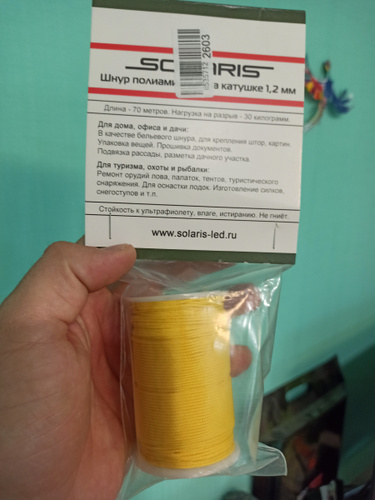 SOLARIS
2603
Шнур полиами на катушке 1,2 мм
Длина - 70 метров. Нагрузка на разрыв - 30 килограмм.
Для дома, офиса и дачи:
В качестве бельевого шнура, для крепления штор, картин.
Упаковка вещей. Прошивка документов.
Подвязка рассады, разметка дачного участка.
Для туризма, охоты и рыбалки:
Ремонт орудий лова, палаток, тентов, туристического
снаряжения. Для оснастки лодок. Изготовление силков,
снегоступов и т.п.
Стойкость к ультрафиолету, влаге, истиранию. Не гниёт.
www.solaris-led.ru